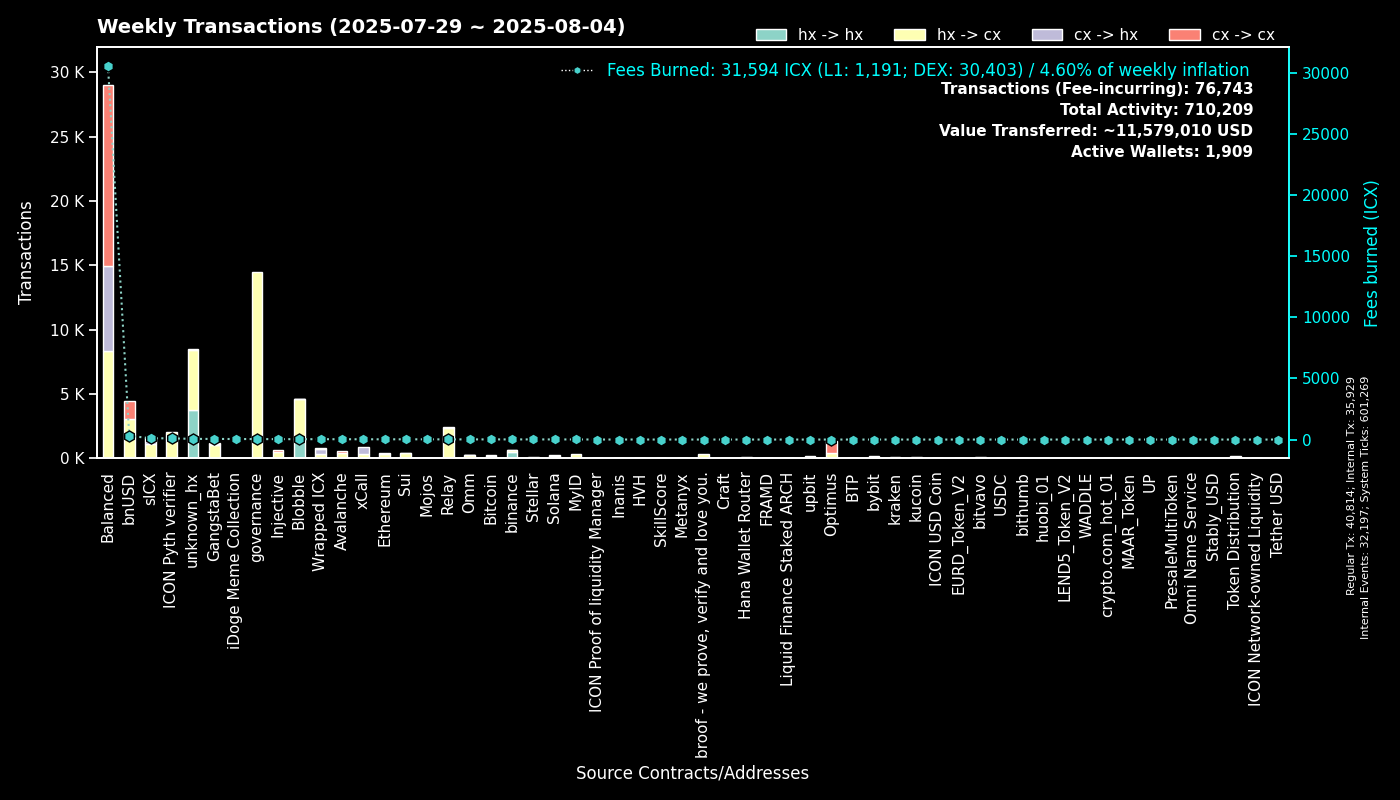 Weekly Transactions (2025-07-29 ~ 2025-08-04)
hx -> hx
hx -> cx
cx -> hx
cx -> cx
Fees Burned: 31,594 ICX (L1: 1,191; DEX: 30,403) / 4.60% of weekly inflation
Transactions (Fee-incurring): 76,743
Total Activity: 710,209
Value Transferred: ~11,579,010 USD
Active Wallets: 1,909
Transactions
30 K
25 K
20 K
15 K
10 K
5 K
0 K
30000
25000
20000
15000
10000
5000
0
Fees burned (ICX)
Regular Tx: 40,814; Internal Tx: 35,929
Internal Events: 32,197; System Ticks: 601,269
Balanced
bnUSD
sICX
ICON Pyth verifier
unknown_hx
GangstaBet
iDoge Meme Collection
governance
Injective
Blobble
Wrapped ICX
Avalanche
xCall
Ethereum
Sui
Mojos
Relay
Omm
Bitcoin
binance
Stellar
Solana
MyID
ICON Proof of liquidity Manager
Inanis
HVH
SkillScore
Metanyx
broof - we prove, verify and love you.
Craft
Hana Wallet Router
FRAMD
Liquid Finance Staked ARCH
upbit
Optimus
BTP
bybit
kraken
kucoin
ICON USD Coin
EURD_Token_V2
bitvavo
USDC
bithumb
huobi_01
LEND5_Token_V2
WADDLE
crypto.com_hot_01
MAAR_Token
UP
PresaleMultiToken
Omni Name Service
Stably_USD
Token Distribution
ICON Network-owned Liquidity
Tether USD
Source Contracts/Addresses